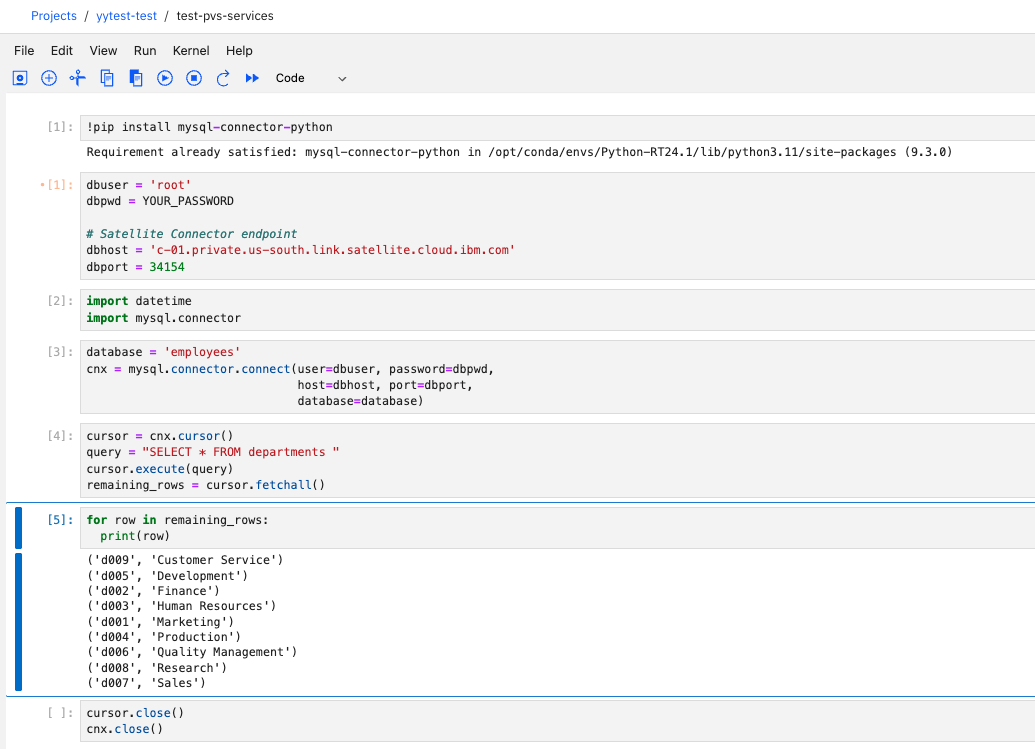 Projects / yytest-test / test-pvs-services
File Edit View Run Kernel Help
Code
[1]: !pip install mysql-connector-python
Requirement already satisfied: mysql-connector-python in /opt/conda/envs/Python-RT24.1/lib/python3.11/site-packages (9.3.0)
•[1]: dbuser = 'root'
dbpwd = YOUR_PASSWORD
# Satellite Connector endpoint
dbhost = 'c-01.private.us-south.link.satellite.cloud.ibm.com'
dbport = 34154
[2]: import datetime
import mysql.connector
[3]: database = 'employees'
cnx = mysql.connector.connect(user=dbuser, password=dbpwd,
host=dbhost, port=dbport,
database=database)
[4]: cursor = cnx.cursor()
query = "SELECT * FROM departments "
cursor.execute(query)
remaining_rows = cursor.fetchall()
[5]: for row in remaining_rows:
print(row)
('d009', 'Customer Service')
('d005', 'Development')
('d002', 'Finance')
('d003', 'Human Resources')
('d001', 'Marketing')
('d004', 'Production')
('d006', 'Quality Management')
('d008', 'Research')
('d007', 'Sales')
[ ]: cursor.close()
cnx.close()